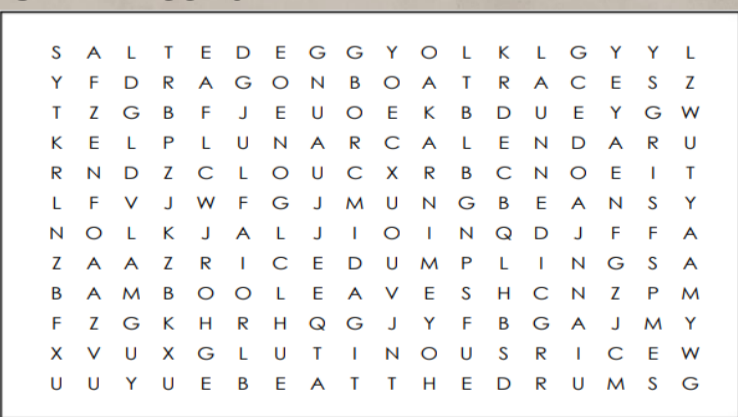 S A L T E D E G G Y O L K L G Y Y L
Y F D R A G O N B O A T R A C E S Z
T Z G B F J E U O E K B D U E Y G W
K E L P L U N A R C A L E N D A R U
R N D Z C L O U C X R B C N O E I T
L F V J W F G J M U N G B E A N S Y
N O L K J A L J I O I N Q D J F F A
Z A A Z R I C E D U M P L I N G S A
B A M B O O L E A V E S H C N Z P M
F Z G K H R H Q G J Y F B G A J M Y
X V U X G L U T I N O U S R I C E W
U U Y U E B E A T T H E D R U M S G